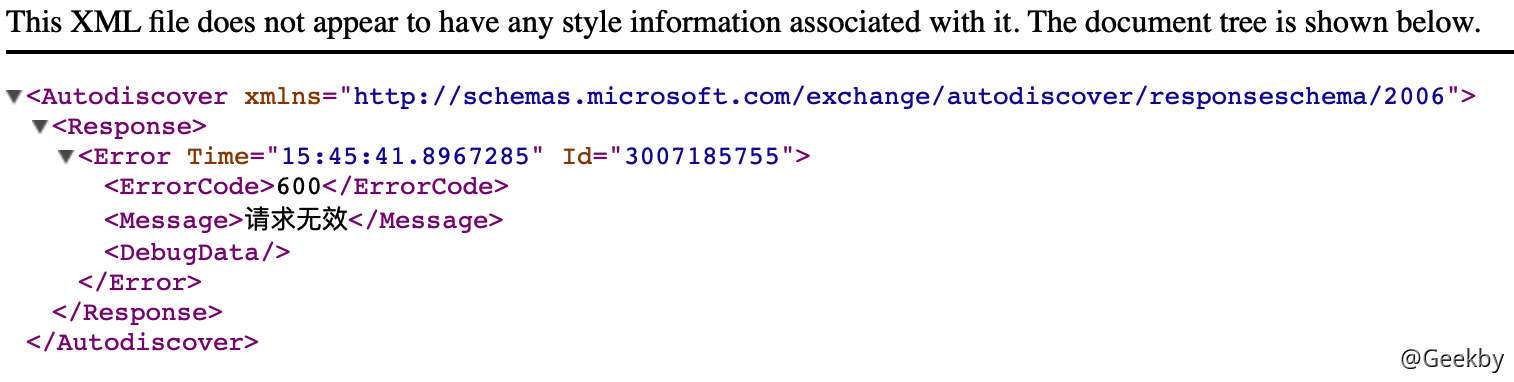 This XML file does not appear to have any style information associated with it. The document tree is shown below.
▼<Autodiscover xmlns="http://schemas.microsoft.com/exchange/autodiscover/responseschema/2006">
▼<Response>
▼<Error Time="15:45:41.8967285" Id="3007185755">
<ErrorCode>600</ErrorCode>
<Message>请求无效</Message>
<DebugData/>
</Error>
</Response>
</Autodiscover>
@Geekby